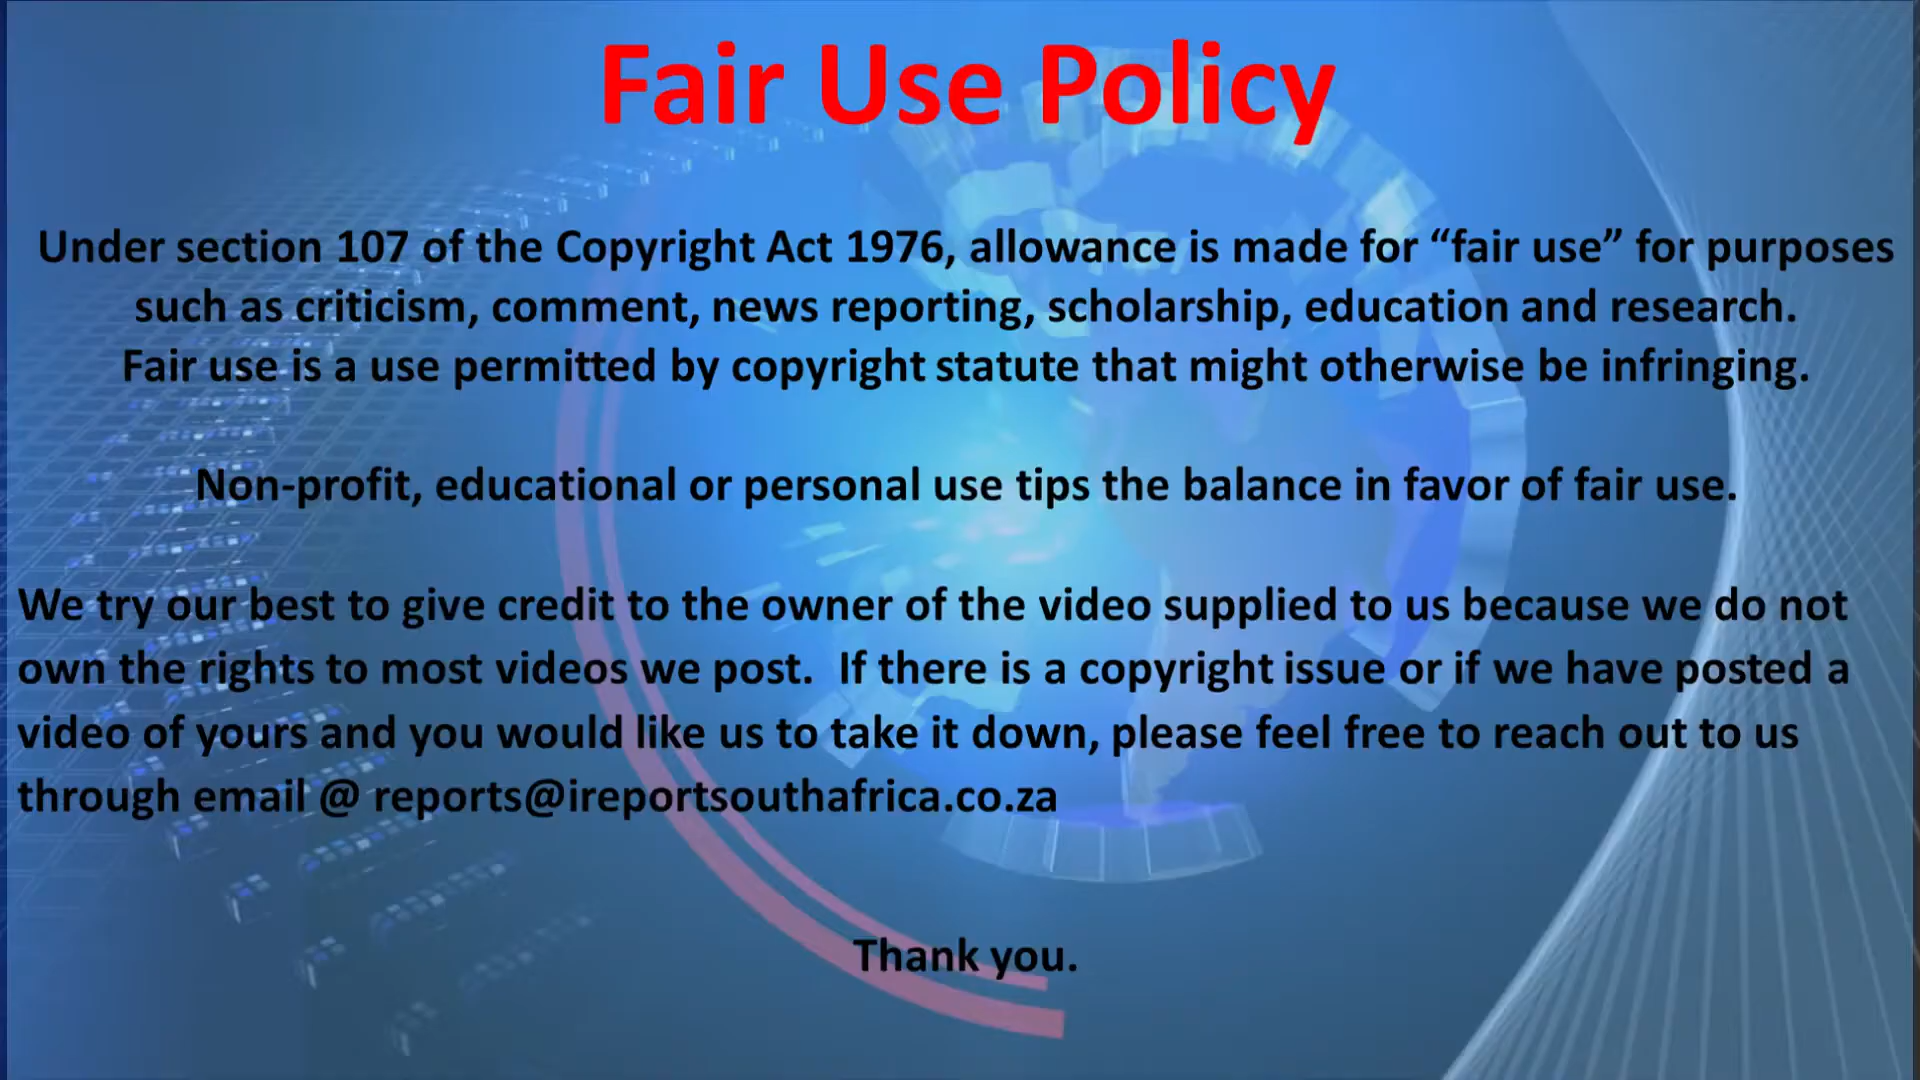 Fair Use Policy
Under section 107 of the Copyright Act 1976, allowance is made for “fair use” for purposes
such as criticism, comment, news reporting, scholarship, education and research.
Fair use is a use permitted by copyright statute that might otherwise be infringing.
Non-profit, educational or personal use tips the balance in favor of fair use.
We try our best to give credit to the owner of the video supplied to us because we do not
own the rights to most videos we post.  If there is a copyright issue or if we have posted a
video of yours and you would like us to take it down, please feel free to reach out to us
through email @ reports@ireportsouthafrica.co.za
Thank you.